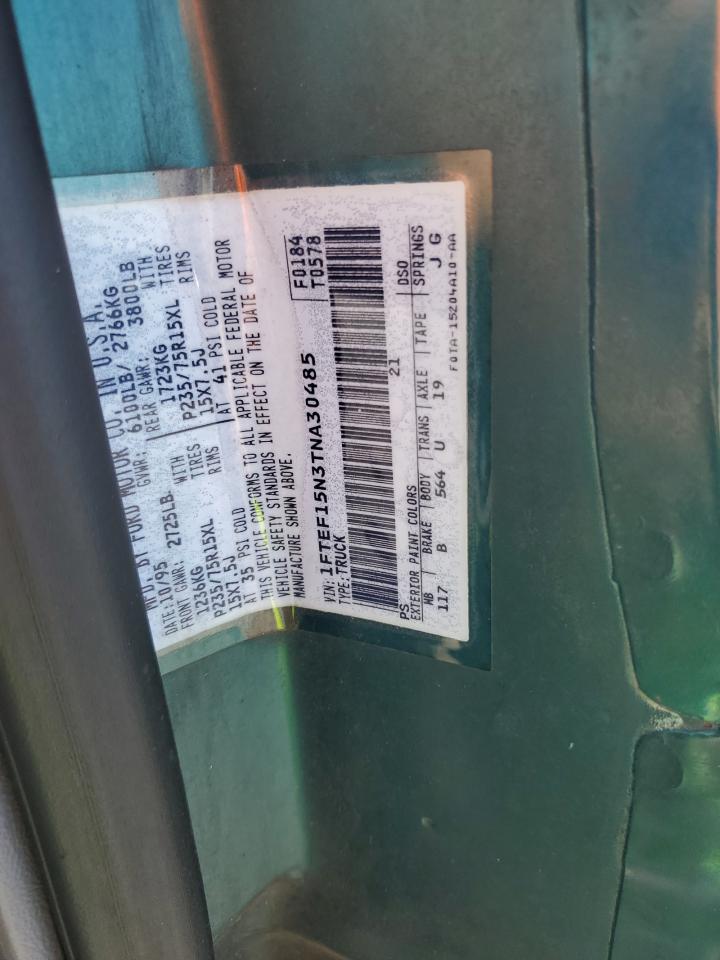 MFD. BY FORD MOTOR CO. IN U.S.A.
DATE: 10/95 GVWR: 6100LB/ 2766KG
FRONT GAWR: 2725LB REAR GAWR: 3800LB
1236KG WITH 1723KG WITH
P235/75R15XL TIRES P235/75R15XL TIRES
15X7.5J RIMS 15X7.5J RIMS
AT 35 PSI COLD AT 41 PSI COLD
THIS VEHICLE CONFORMS TO ALL APPLICABLE FEDERAL MOTOR
VEHICLE SAFETY STANDARDS IN EFFECT ON THE DATE OF
MANUFACTURE SHOWN ABOVE.
F0184
VIN: 1FTEF15N3TNA30485 T0578
TYPE: TRUCK
21
PS DSO
EXTERIOR PAINT COLORS
WB BRAKE BODY TRANS AXLE TAPE SPRINGS
117 B 564 U 19 J G
F0TA-15204A10-AA